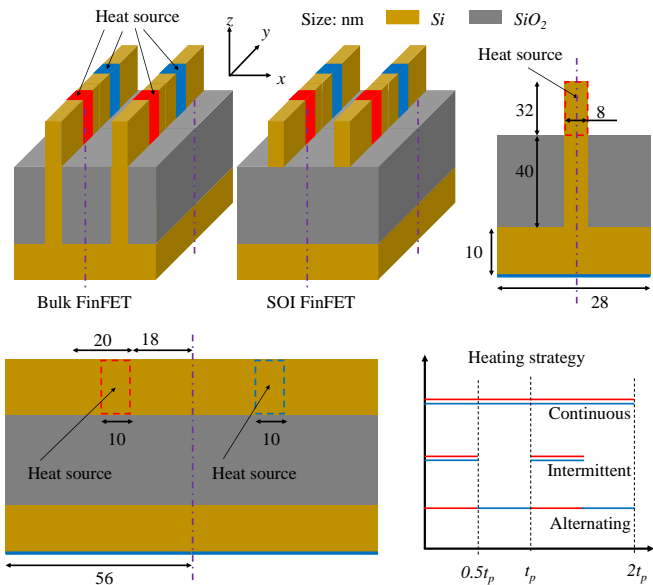 Heat source
z
y
x
Size: nm
Si
SiO₂
Heat source
32
8
40
10
28
Bulk FinFET
SOI FinFET
20
18
10
10
Heat source
Heat source
56
Heating strategy
Continuous
Intermittent
Alternating
0.5tₚ
tₚ
2tₚ